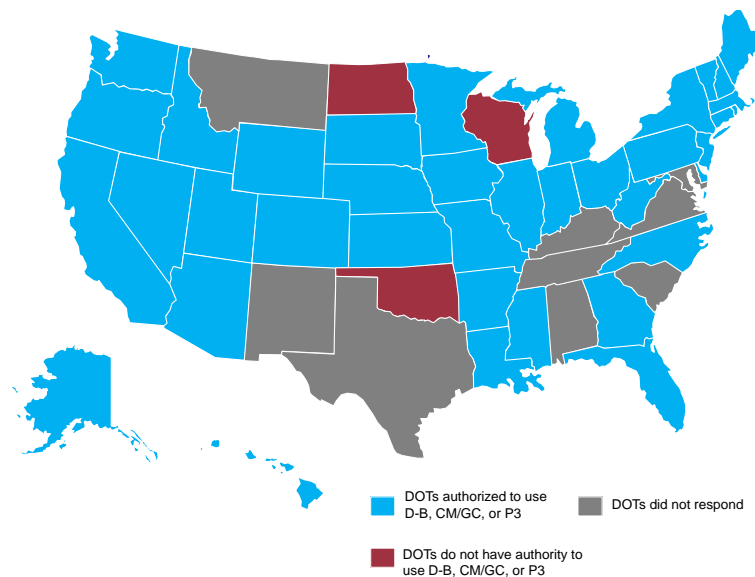 DOTs authorized to use
D-B, CM/GC, or P3
DOTs did not respond
DOTs do not have authority to
use D-B, CM/GC, or P3